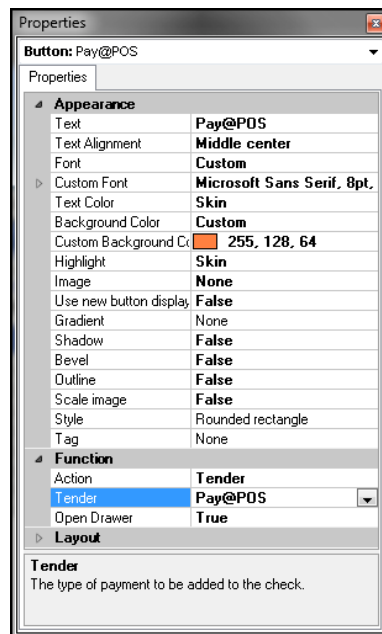 Properties
Button: Pay@POS
Properties
Appearance
Text Pay@POS
Text Alignment Middle center
Font Custom
Custom Font Microsoft Sans Serif, 8pt,
Text Color Skin
Background Color Custom
Custom Background Co 255, 128, 64
Highlight Skin
Image None
Use new button display False
Gradient None
Shadow False
Bevel False
Outline False
Scale image False
Style Rounded rectangle
Tag None
Function
Action Tender
Tender Pay@POS
Open Drawer True
Layout
Tender
The type of payment to be added to the check.